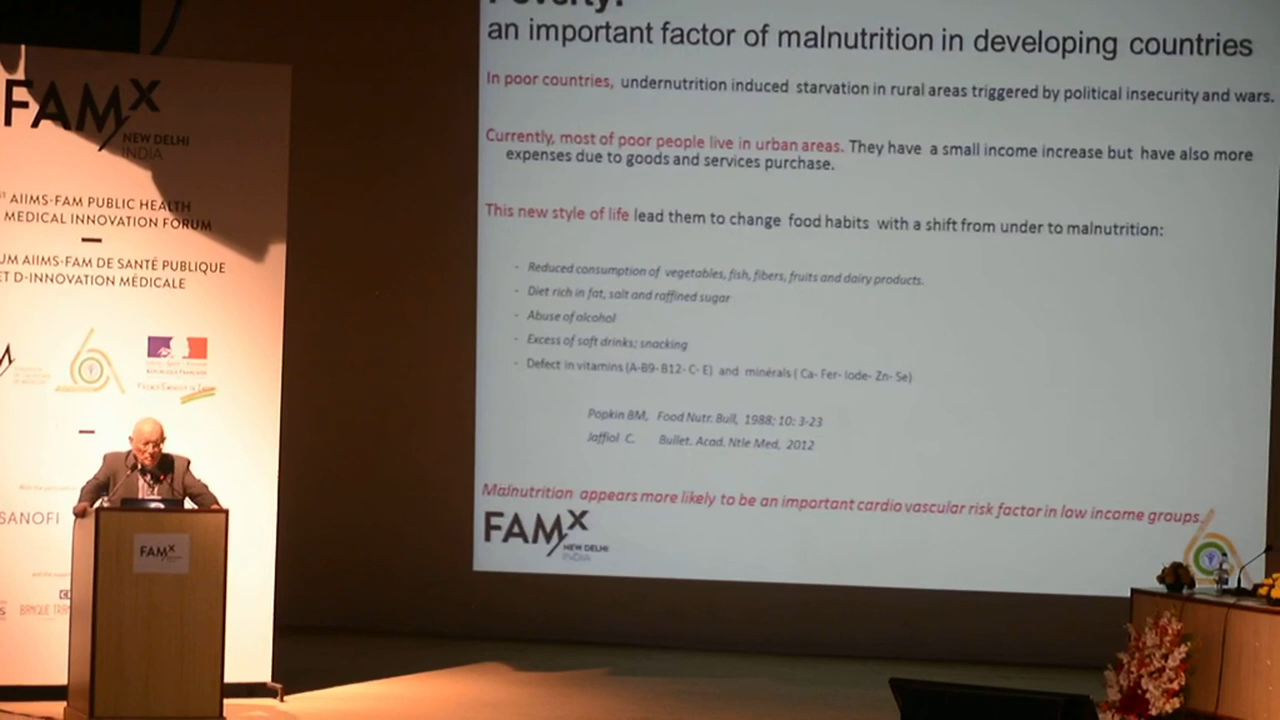 FAMX
NEW DELHI
INDIA
AIIMS-FAM PUBLIC HEALTH
MEDICAL INNOVATION FORUM
UM AIIMS-FAM DE SANTÉ PUBLIQUE
ET D-INNOVATION MÉDICALE
SANOFI
FAMX
Poverty:
an important factor of malnutrition in developing countries
In poor countries, undernutrition induced starvation in rural areas triggered by political insecurity and wars.
Currently, most of poor people live in urban areas. They have a small income increase but have also more
expenses due to goods and services purchase.
This new style of life lead them to change food habits with a shift from under to malnutrition:
- Reduced consumption of vegetables, fish, fibers, fruits and dairy products.
- Diet rich in fat, salt and raffined sugar
- Abuse of alcohol
- Excess of soft drinks; snacking
- Defect in vitamins (A-B9-B12-C-E) and minérals ( Ca- Fer- Iode- Zn- Se)
Popkin BM, Food Nutr. Bull, 1988; 10: 3-23
Jaffiol C. Bullet. Acad. Ntle Med, 2012
Malnutrition appears more likely to be an important cardio vascular risk factor in low income groups.
FAMX
NEW DELHI
INDIA